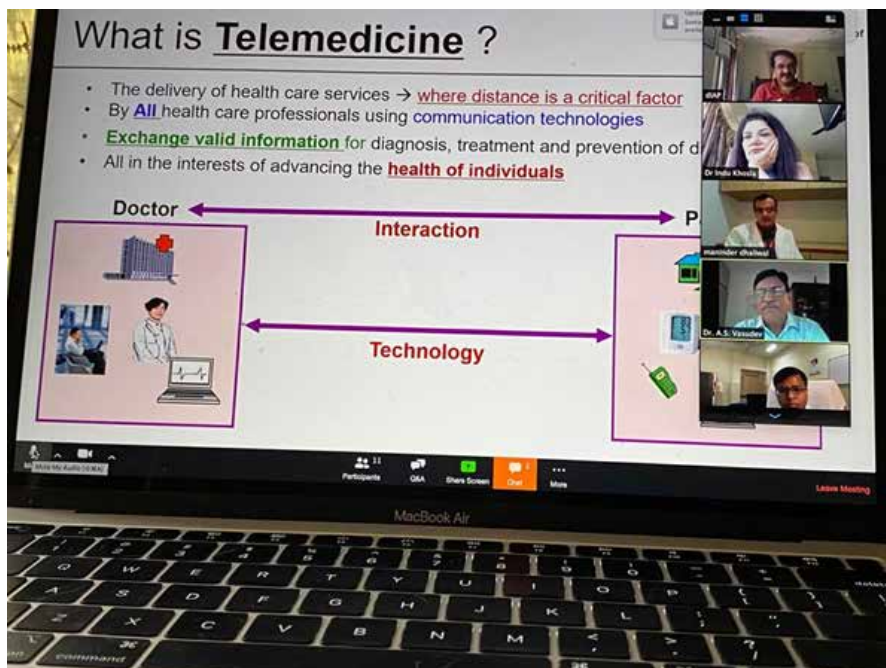 What is Telemedicine ?
• The delivery of health care services → where distance is a critical factor
• By All health care professionals using communication technologies
• Exchange valid information for diagnosis, treatment and prevention of d
• All in the interests of advancing the health of individuals
Doctor
P
Interaction
Technology
dIAP
Dr Indu Khosla
maninder dhaliwal
Dr. A.S. Vasudev
Participants
11
Q&A
Share Screen
Chat
More
Leave Meeting
MacBook Air
Q W E R T Y U I O P
A S D F G H J K L
Z X C V B N M
command